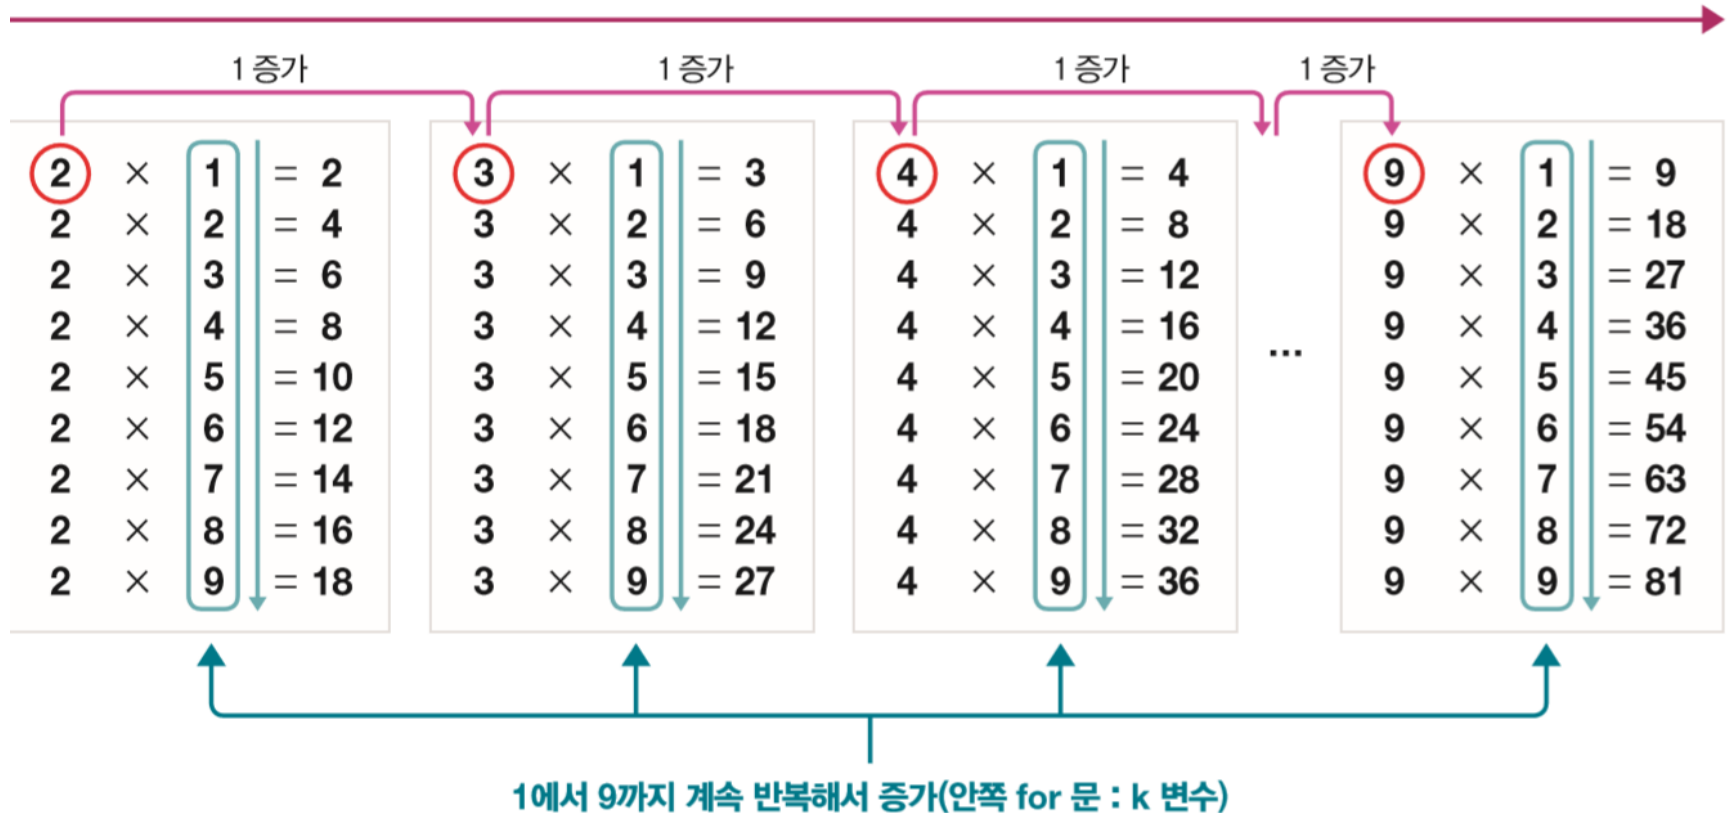 1 증가 1 증가 1 증가 1 증가
2 × 1 = 2 3 × 1 = 3 4 × 1 = 4 9 × 1 = 9
2 × 2 = 4 3 × 2 = 6 4 × 2 = 8 9 × 2 = 18
2 × 3 = 6 3 × 3 = 9 4 × 3 = 12 9 × 3 = 27
2 × 4 = 8 3 × 4 = 12 4 × 4 = 16 9 × 4 = 36
2 × 5 = 10 3 × 5 = 15 4 × 5 = 20 ... 9 × 5 = 45
2 × 6 = 12 3 × 6 = 18 4 × 6 = 24 9 × 6 = 54
2 × 7 = 14 3 × 7 = 21 4 × 7 = 28 9 × 7 = 63
2 × 8 = 16 3 × 8 = 24 4 × 8 = 32 9 × 8 = 72
2 × 9 = 18 3 × 9 = 27 4 × 9 = 36 9 × 9 = 81
1에서 9까지 계속 반복해서 증가(안쪽 for 문 : k 변수)